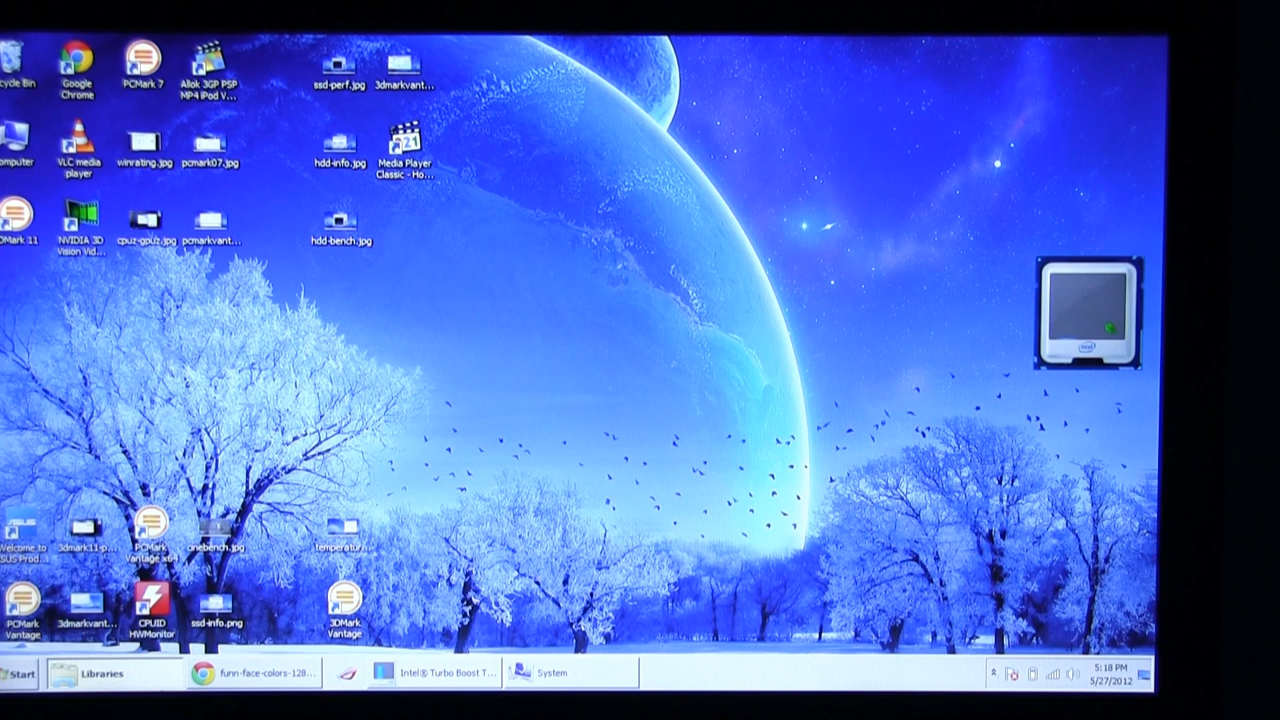 cycle Bin
Google
Chrome
PCMark 7
Allok 3GP PSP
MP4 iPod V...
ssd-perf.jpg
3dmarkvant...
omputer
VLC media
player
winrating.jpg
pcmark07.jpg
hdd-info.jpg
Media Player
Classic - Ho...
21
DMark 11
NVIDIA 3D
Vision Vid...
cpuz-gpuz.jpg
pcmarkvant...
hdd-bench.jpg
intel
Welcome to
SUS Prod...
3dmark11-p...
PCMark
Vantage x64
cinebench.jpg
temperatur...
PCMark
Vantage
3dmarkvant...
CPUID
HWMonitor
ssd-info.png
3DMark
Vantage
Start
Libraries
funn-face-colors-128...
Intel® Turbo Boost T...
System
5:18 PM
5/27/2012